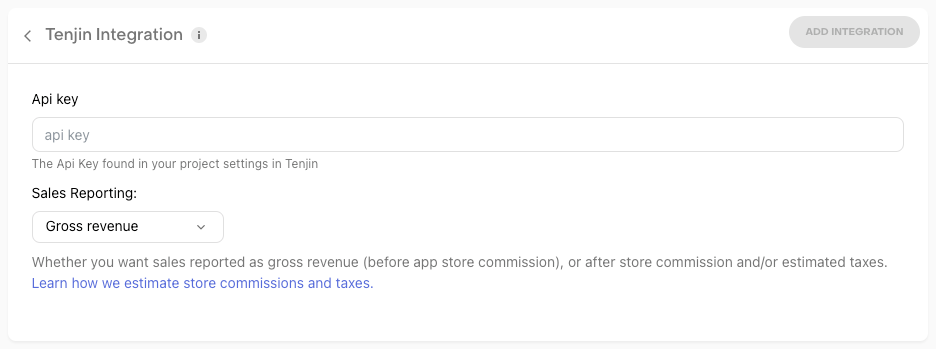 Tenjin Integration
ADD INTEGRATION
Api key
api key
The Api Key found in your project settings in Tenjin
Sales Reporting:
Gross revenue
Whether you want sales reported as gross revenue (before app store commission), or after store commission and/or estimated taxes.
Learn how we estimate store commissions and taxes.